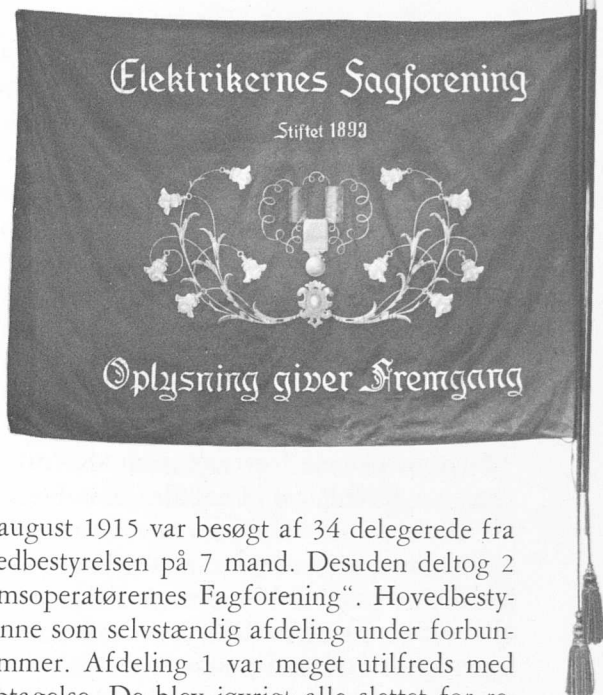 Elektrikernes Fagforening
Stiftet 1893
Oplysning giver Fremgang
august 1915 var besøgt af 34 delegerede fra
edbestyrelsen på 7 mand. Desuden deltog 2
msoperatørernes Fagforening“. Hovedbesty-
nne som selvstændig afdeling under forbun-
mmer. Afdeling 1 var meget utilfreds med